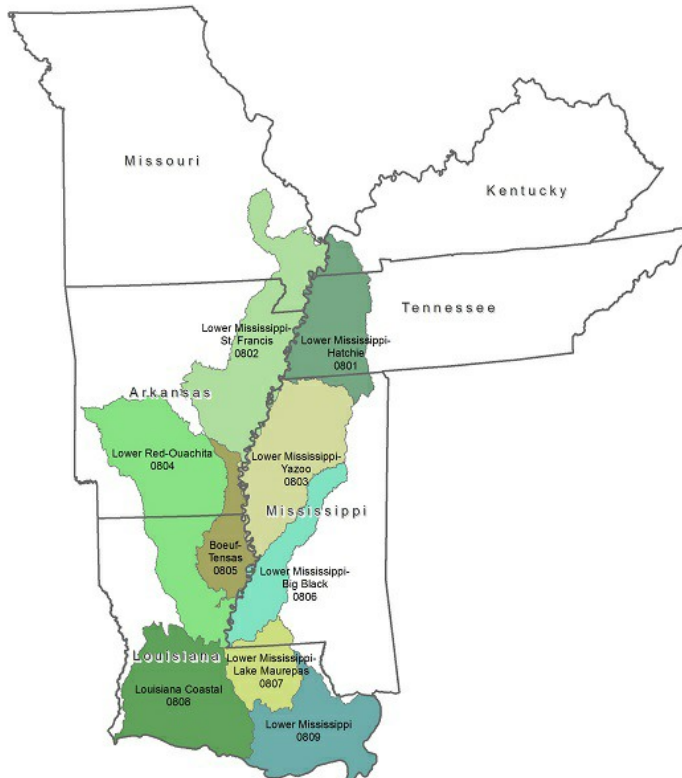 Missouri
Kentucky
Tennessee
Lower Mississippi-
St. Francis
0802
Lower Mississippi-
Hatchie
0801
Arkansas
Lower Red-Ouachita
0804
Lower Mississippi-
Yazoo
0803
Mississippi
Boeuf-
Tensas
0805
Lower Mississippi-
Big Black
0806
Louisiana
Lower Mississippi-
Lake Maurepas
0807
Louisiana Coastal
0808
Lower Mississippi
0809